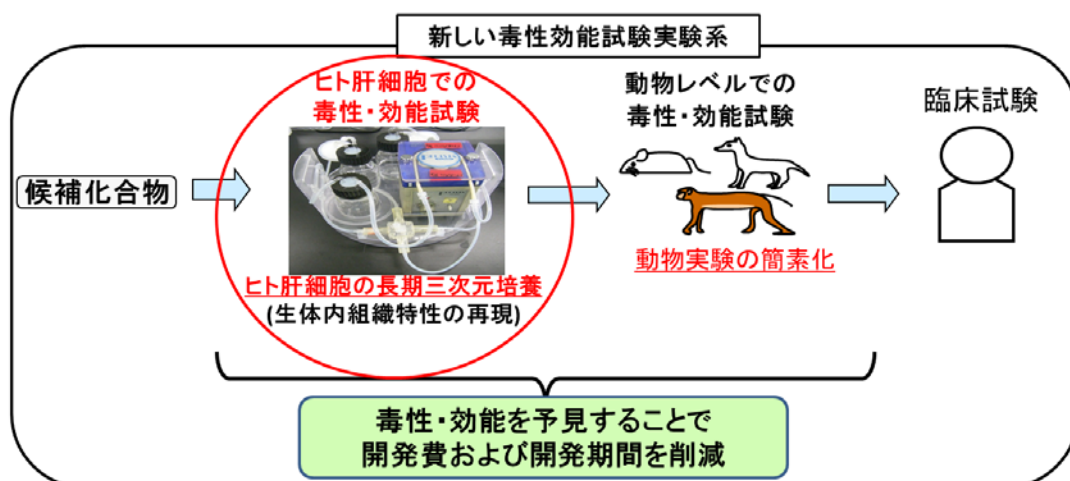 新しい毒性効能試験実験系
ヒト肝細胞での
毒性・効能試験
動物レベルでの
毒性・効能試験
臨床試験
候補化合物
動物実験の簡素化
ヒト肝細胞の長期三次元培養
(生体内組織特性の再現)
毒性・効能を予見することで
開発費および開発期間を削減